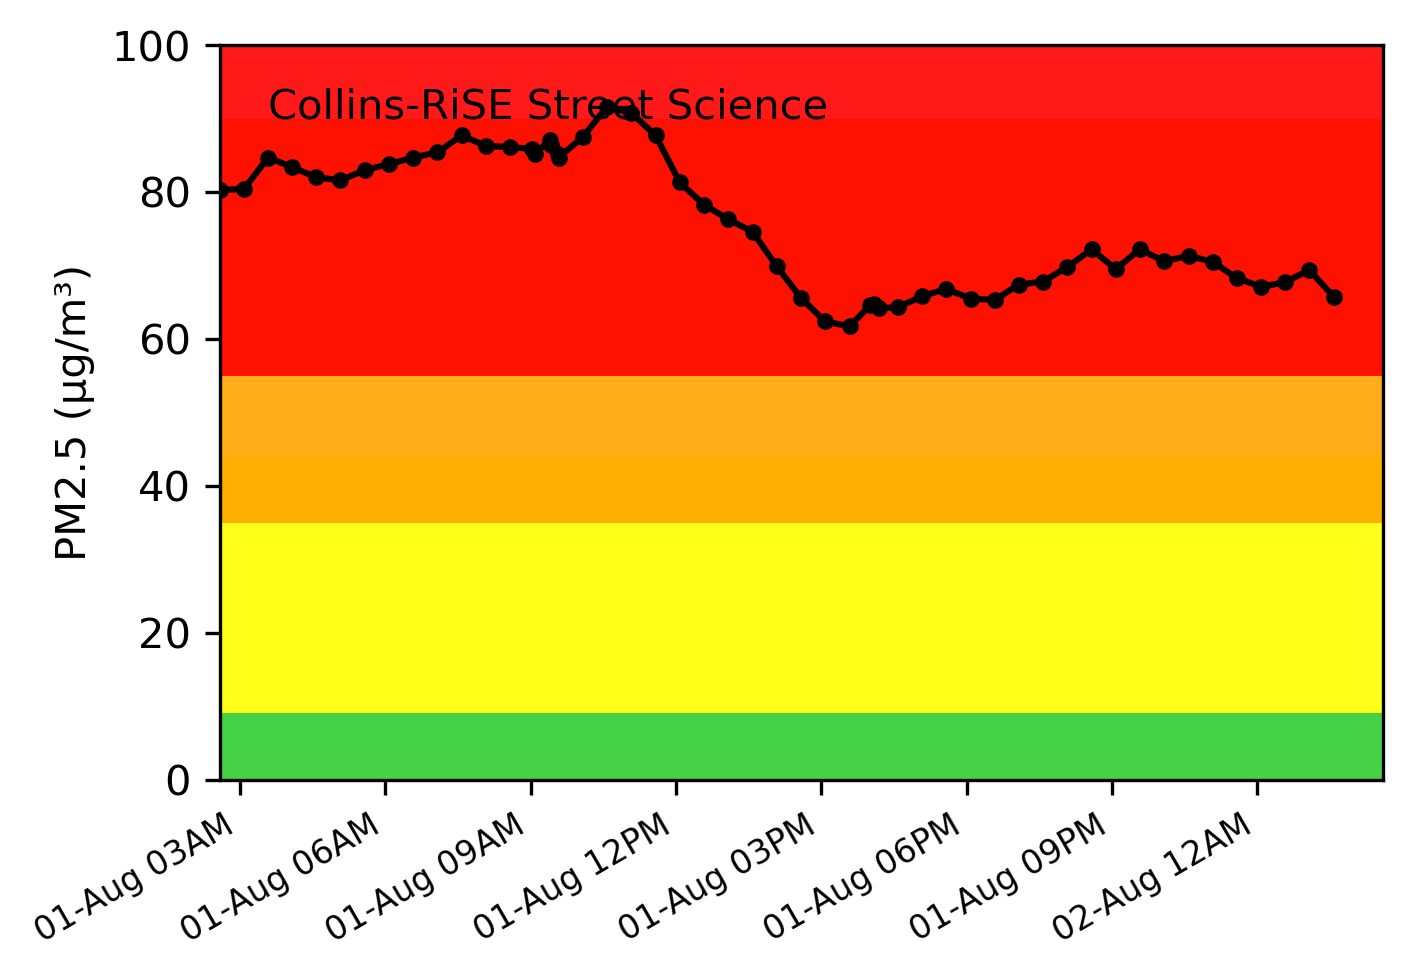 100
Collins-RiSE Street Science
80
60
40
20
0
PM2.5 (µg/m³)
01-Aug 03AM
01-Aug 06AM
01-Aug 09AM
01-Aug 12PM
01-Aug 03PM
01-Aug 06PM
01-Aug 09PM
02-Aug 12AM